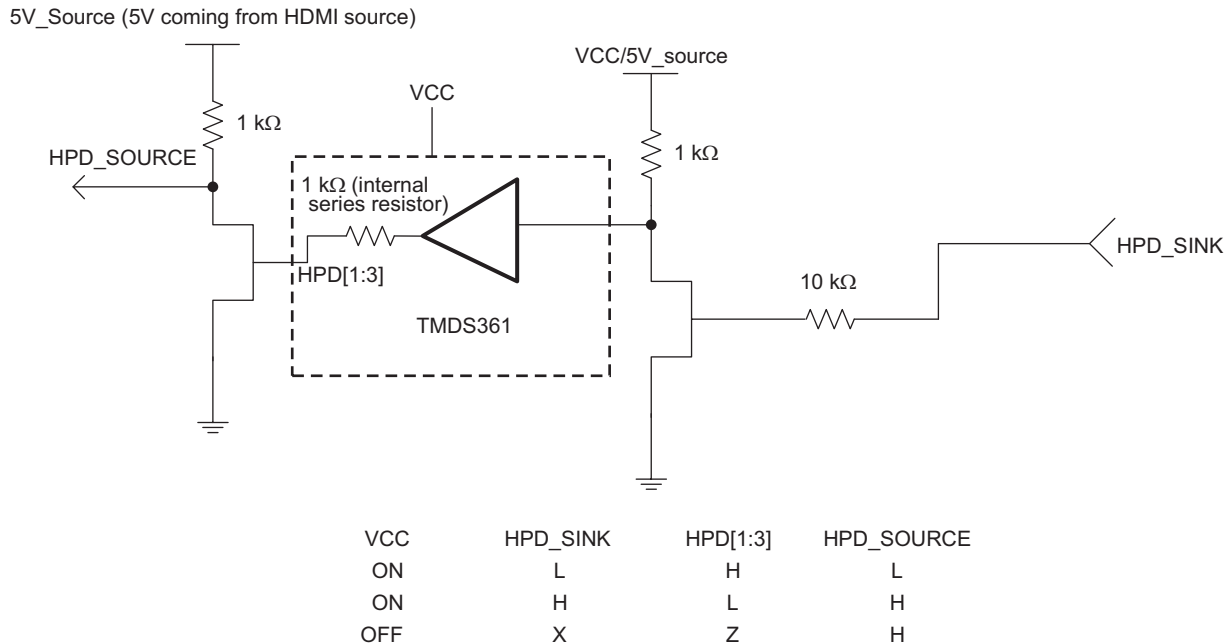 5V_Source (5V coming from HDMI source)
VCC/5V_source
VCC
1 kΩ
1 kΩ
HPD_SOURCE
1 kΩ (internal
series resistor)
HPD_SINK
HPD[1:3]
10 kΩ
TMDS361
VCC HPD_SINK HPD[1:3] HPD_SOURCE
ON L H L
ON H L H
OFF X Z H